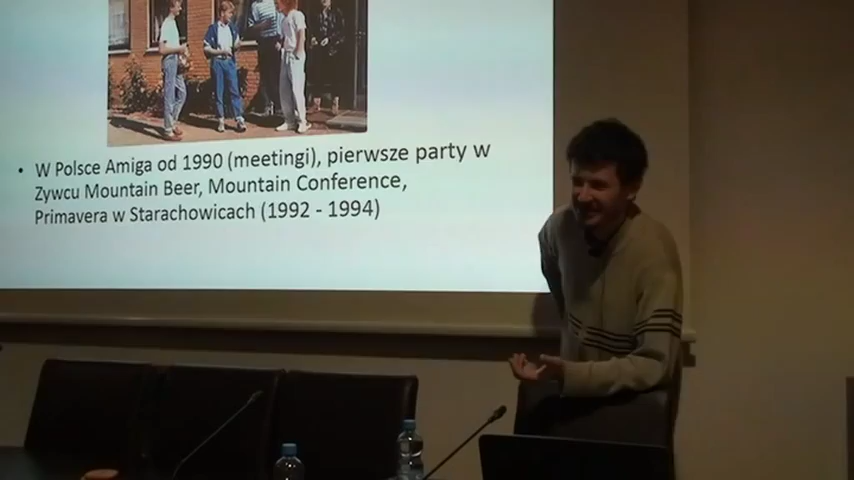 • W Polsce Amiga od 1990 (meetingi), pierwsze party w
Zywcu Mountain Beer, Mountain Conference,
Primavera w Starachowicach (1992 - 1994)